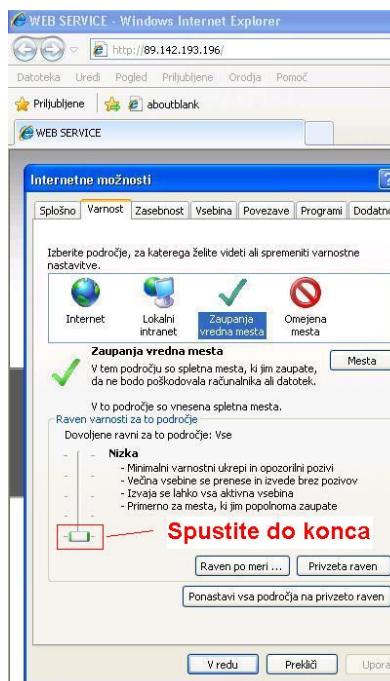 WEB SERVICE - Windows Internet Explorer
http://89.142.193.196/
Datoteka Uredi Pogled Priljubljene Orodja Pomoč
Priljubljene aboutblank
WEB SERVICE
Internetne možnosti
?
Splošno Varnost Zasebnost Vsebina Povezave Programi Dodatno
Izberite področje, za katerega želite videti ali spremeniti varnostne
nastavitve.
Internet Lokalni intranet Zaupanja vredna mesta Omejena mesta
Zaupanja vredna mesta
V tem področju so spletna mesta, ki jim zaupate,
da ne bodo poškodovala računalnika ali datotek.
Mesta
V to področje so vnesena spletna mesta.
Raven varnosti za to področje
Dovoljene ravni za to področje: Vse
Nizka
- Minimalni varnostni ukrepi in opozorilni pozivi
- Večina vsebine se prenese in izvede brez pozivov
- Izvaja se lahko vsa aktivna vsebina
- Primerno za mesta, ki jim popolnoma zaupate
Spustite do konca
Raven po meri ... Privzeta raven
Ponastavi vsa področja na privzeto raven
V redu Prekliči Upora